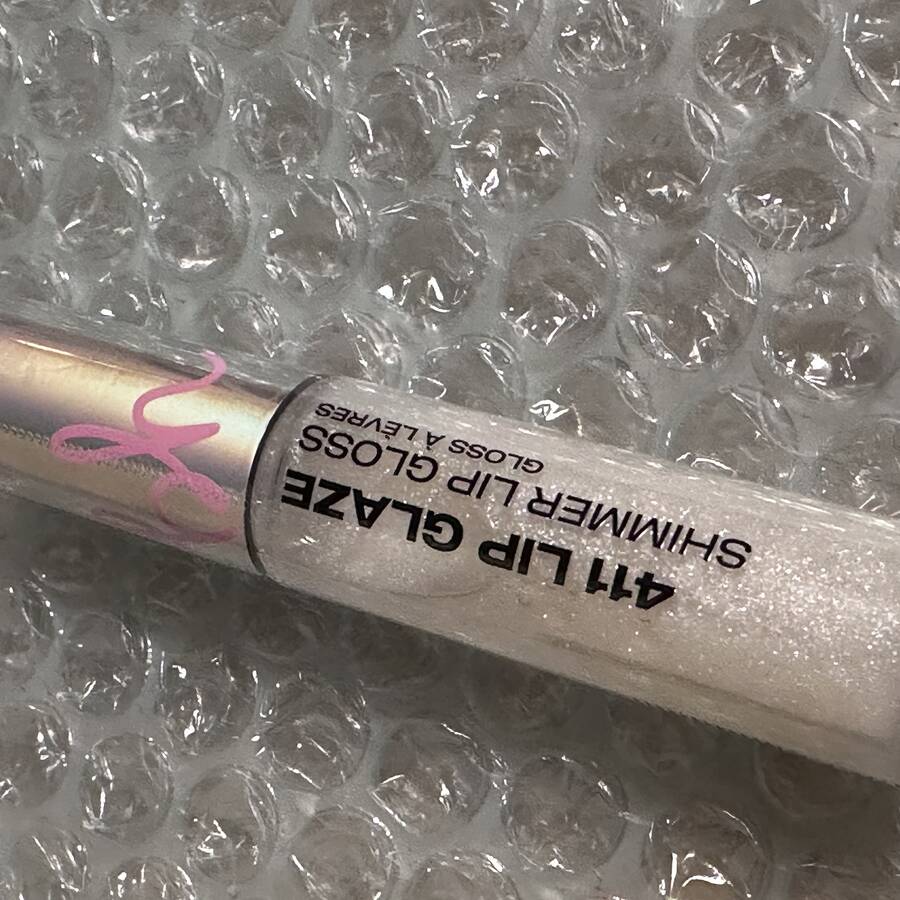 411 LIP GLAZE
SHIMMER LIP GLOSS
GLOSS À LÈVRES